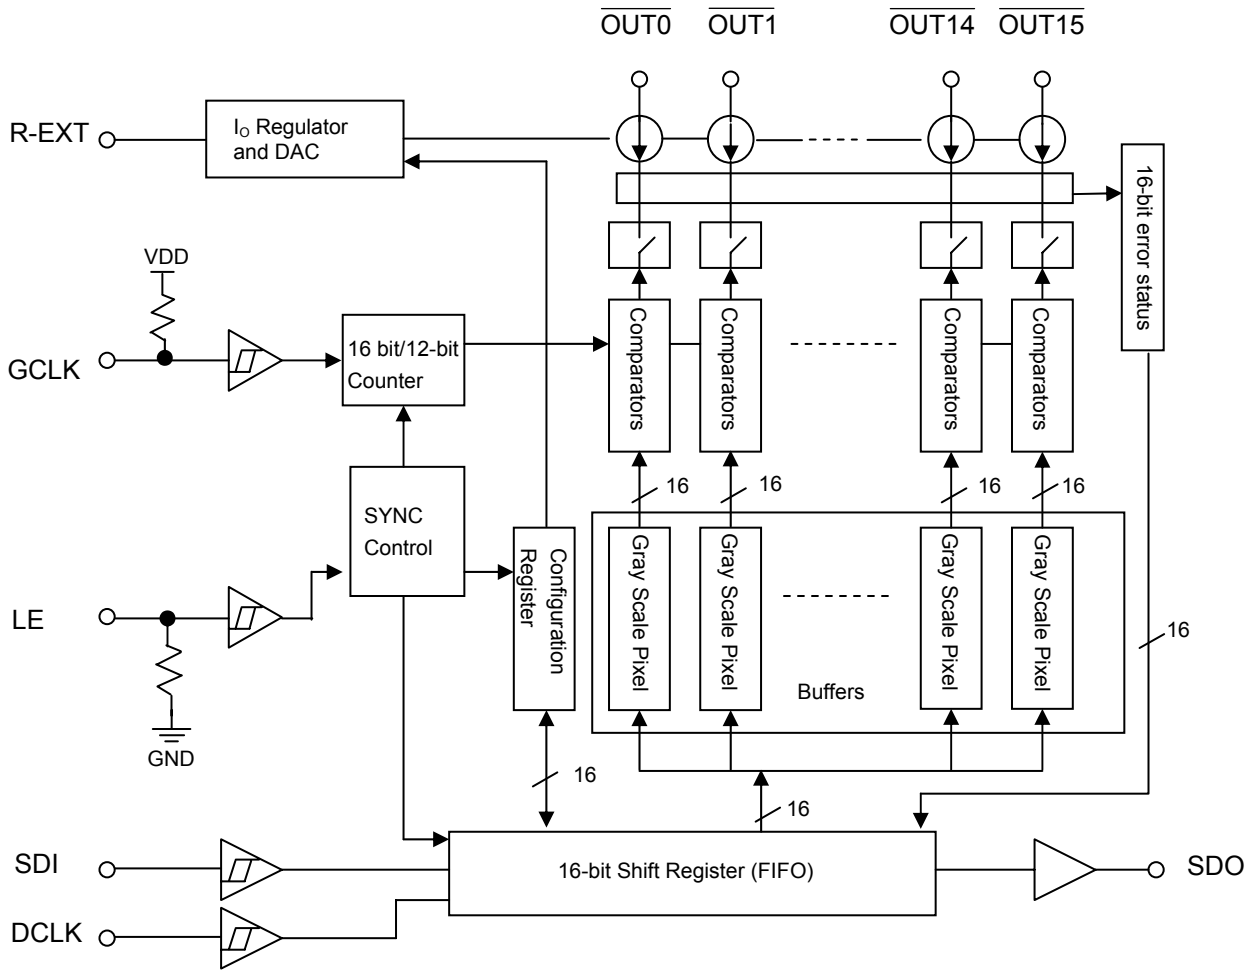 OUT0 OUT1 OUT14 OUT15
R-EXT
I_O Regulator
and DAC
16-bit error status
VDD
GCLK
16 bit/12-bit
Counter
Comparators
Comparators
Comparators
Comparators
16 16 16 16
SYNC
Control
Configuration
Register
Gray Scale Pixel
Gray Scale Pixel
Gray Scale Pixel
Gray Scale Pixel
Buffers
LE
GND
16
16
16
SDI
16-bit Shift Register (FIFO)
SDO
DCLK